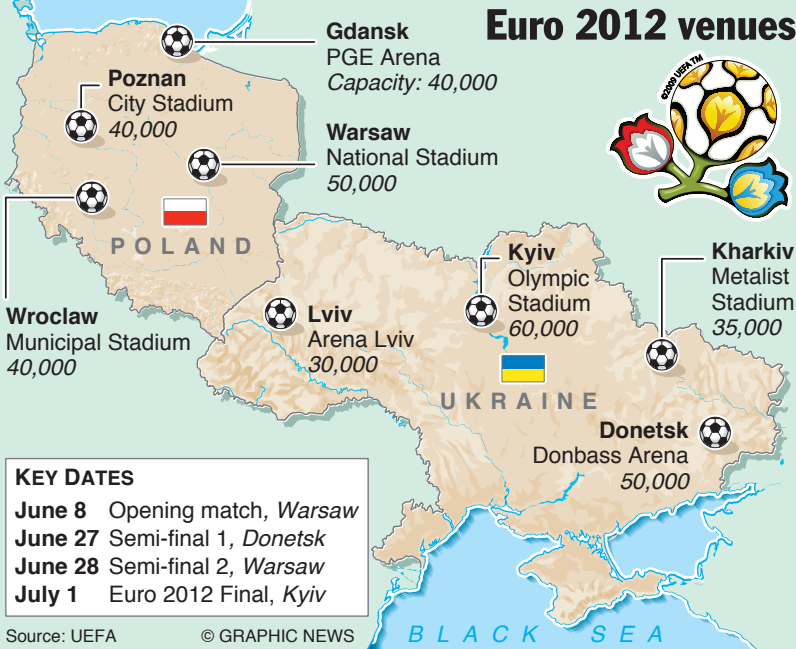 Euro 2012 venues
©2009 UEFA TM
Gdansk
PGE Arena
Capacity: 40,000
Poznan
City Stadium
40,000
Warsaw
National Stadium
50,000
POLAND
Wroclaw
Municipal Stadium
40,000
Lviv
Arena Lviv
30,000
Kyiv
Olympic
Stadium
60,000
Kharkiv
Metalist
Stadium
35,000
UKRAINE
Donetsk
Donbass Arena
50,000
KEY DATES
June 8 Opening match, Warsaw
June 27 Semi-final 1, Donetsk
June 28 Semi-final 2, Warsaw
July 1 Euro 2012 Final, Kyiv
Source: UEFA © GRAPHIC NEWS
BLACK SEA